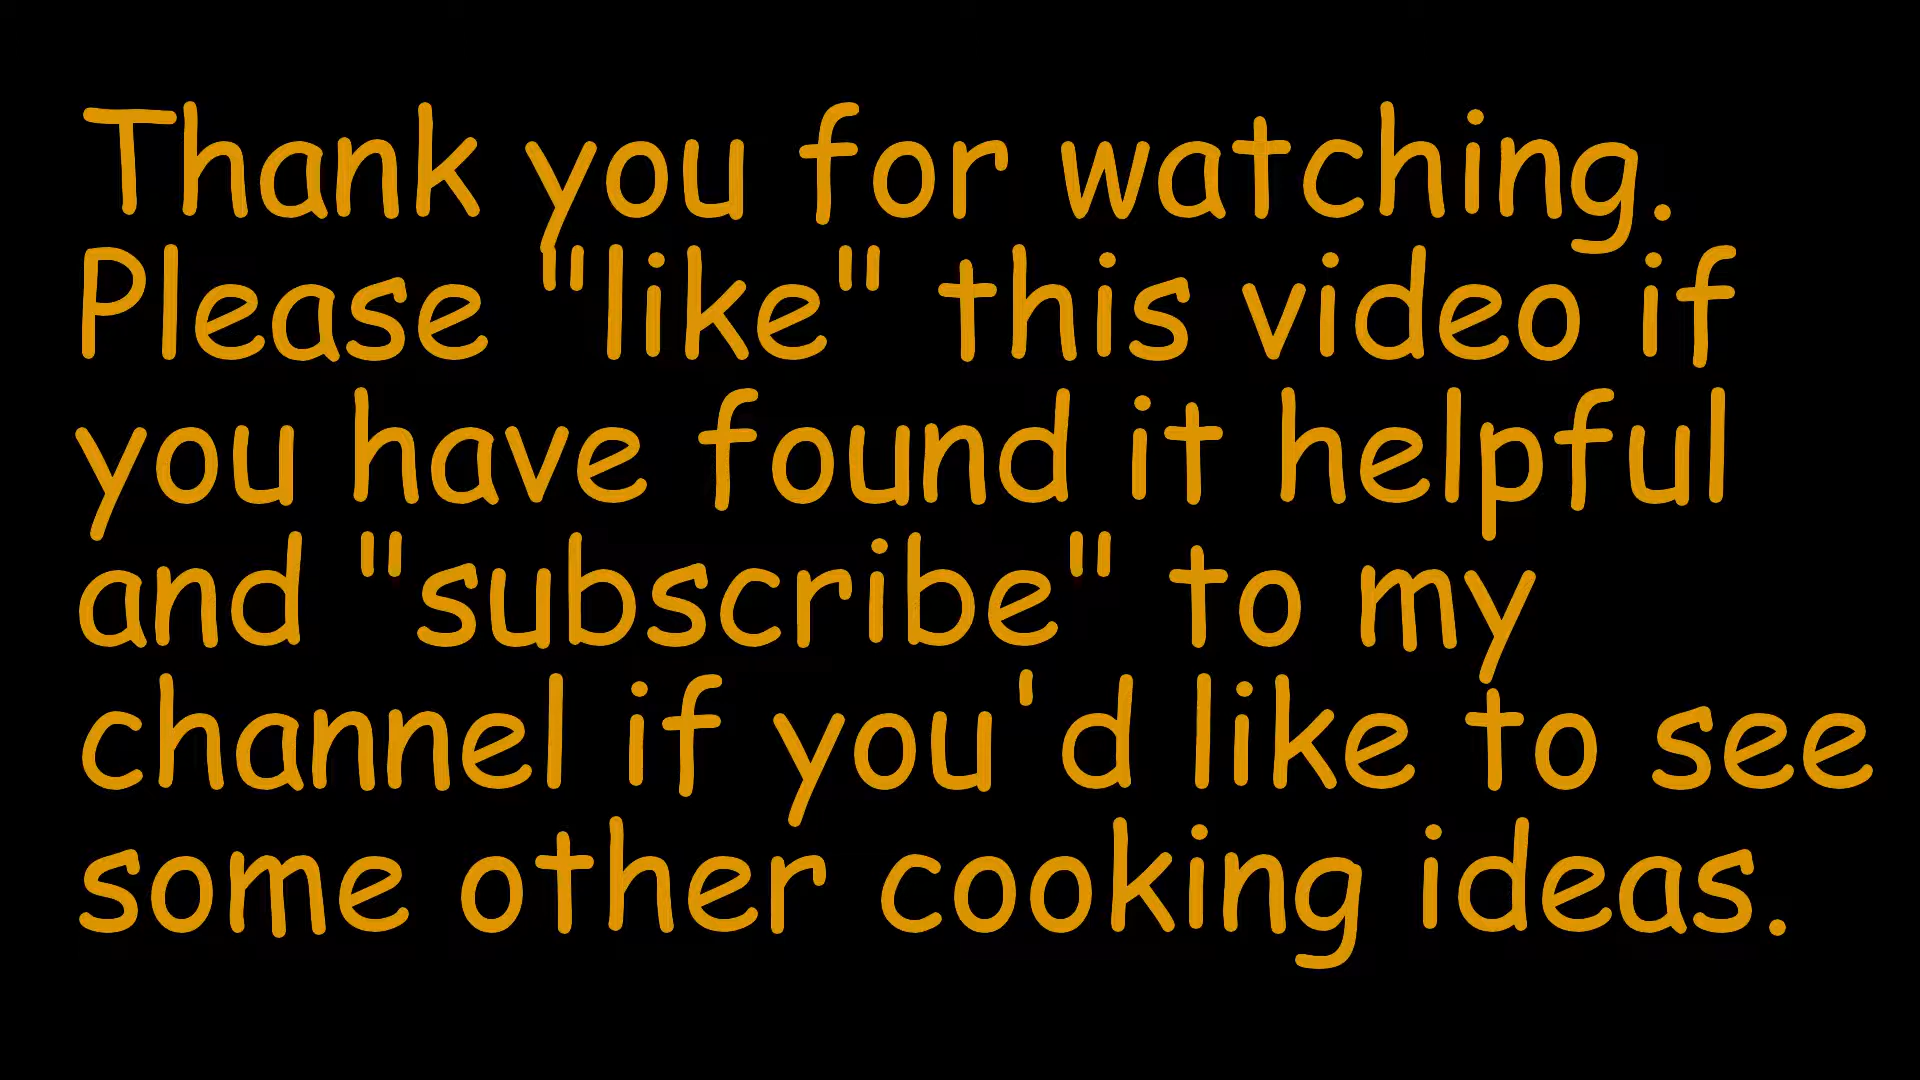 Thank you for watching.
Please "like" this video if
you have found it helpful
and "subscribe" to my
channel if you'd like to see
some other cooking ideas.